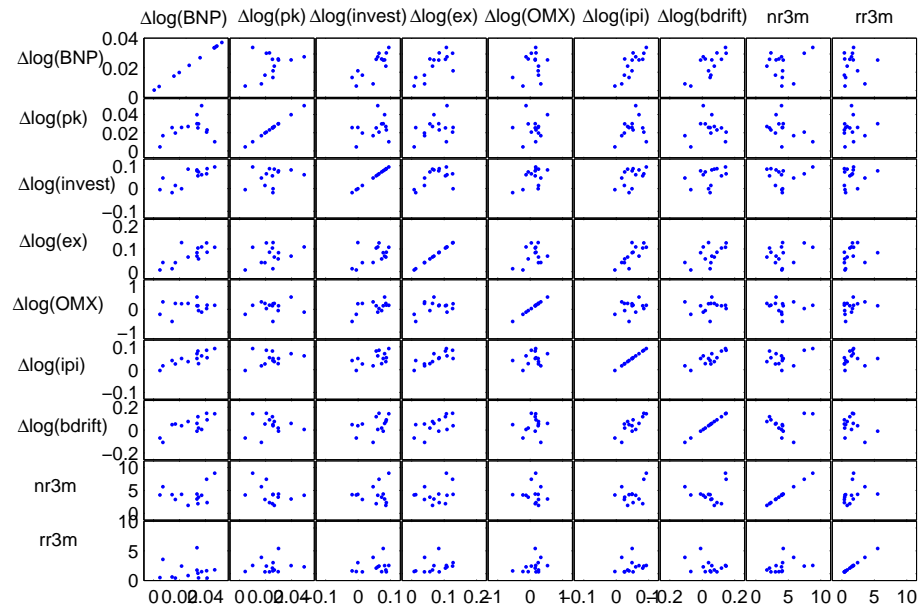 Δlog(BNP) Δlog(pk) Δlog(invest) Δlog(ex) Δlog(OMX) Δlog(ipi) Δlog(bdrift) nr3m rr3m
0.04
Δlog(BNP)
0.02
0
0.04
Δlog(pk)
0.02
0
0.1
Δlog(invest)
0
−0.1
0.2
Δlog(ex)
0.1
0
1
Δlog(OMX)
0
−1
0.1
Δlog(ipi)
0
−0.1
0.2
Δlog(bdrift)
0
−0.2
10
nr3m
5
0
10
rr3m
5
0
0 0.02 0.04 0 0.02 0.04 −0.1 0 0.1 0 0.1 0.2 −1 0 1 −0.1 0 0.1 −0.2 0 0.2 0 5 10 0 5 10